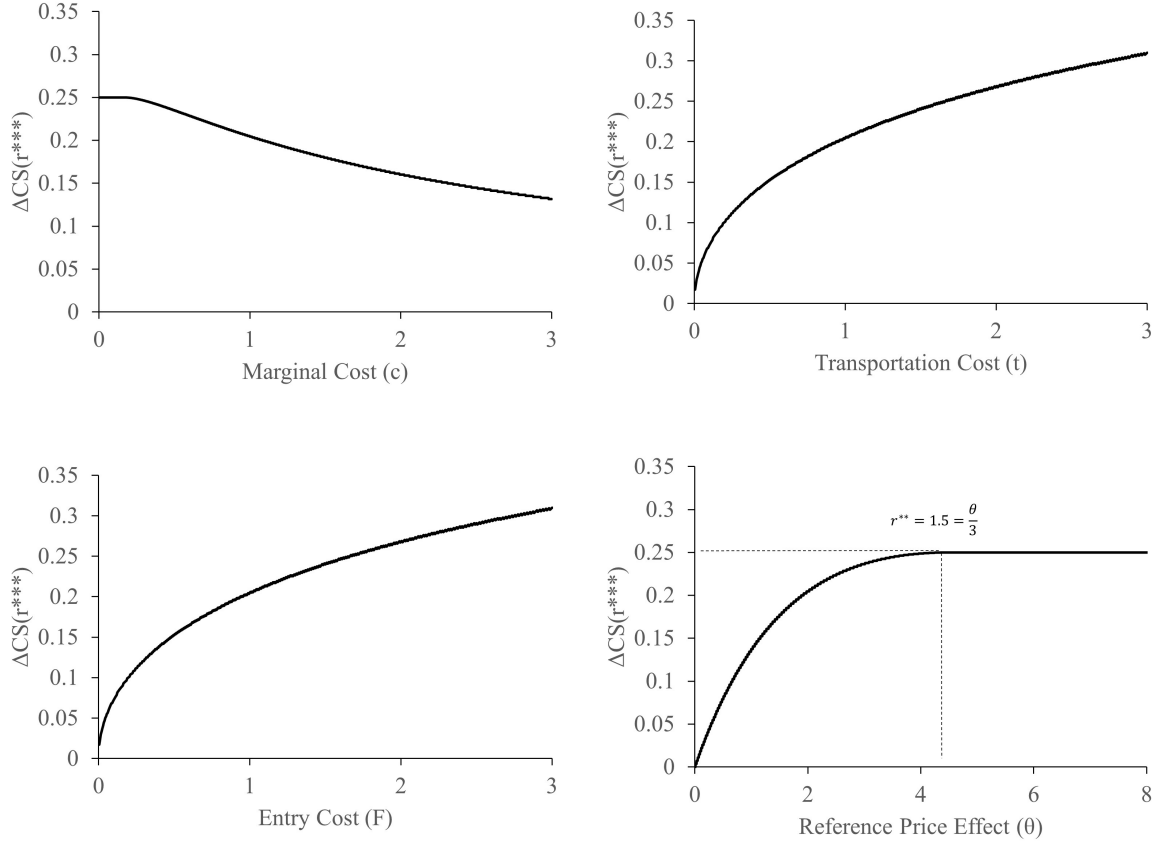 0.35
0.3
0.25
0.2
0.15
0.1
0.05
0
ΔCS(r***)
0 1 2 3
Marginal Cost (c)
0.35
0.3
0.25
0.2
0.15
0.1
0.05
0
ΔCS(r***)
0 1 2 3
Transportation Cost (t)
0.35
0.3
0.25
0.2
0.15
0.1
0.05
0
ΔCS(r***)
0 1 2 3
Entry Cost (F)
0.35
0.3
0.25
0.2
0.15
0.1
0.05
0
ΔCS(r***)
r** = 1.5 = θ/3
0 2 4 6 8
Reference Price Effect (θ)